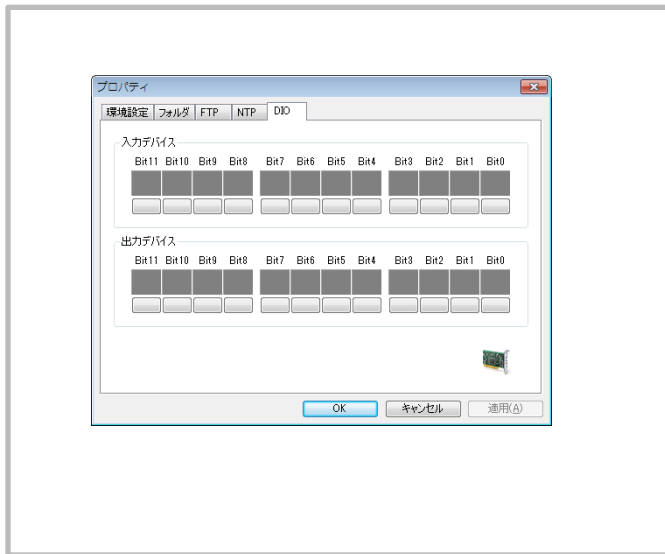 プロパティ
環境設定 フォルダ FTP NTP DIO
入力デバイス
Bit11 Bit10 Bit9 Bit8 Bit7 Bit6 Bit5 Bit4 Bit3 Bit2 Bit1 Bit0
出力デバイス
Bit11 Bit10 Bit9 Bit8 Bit7 Bit6 Bit5 Bit4 Bit3 Bit2 Bit1 Bit0
OK キャンセル 適用(A)